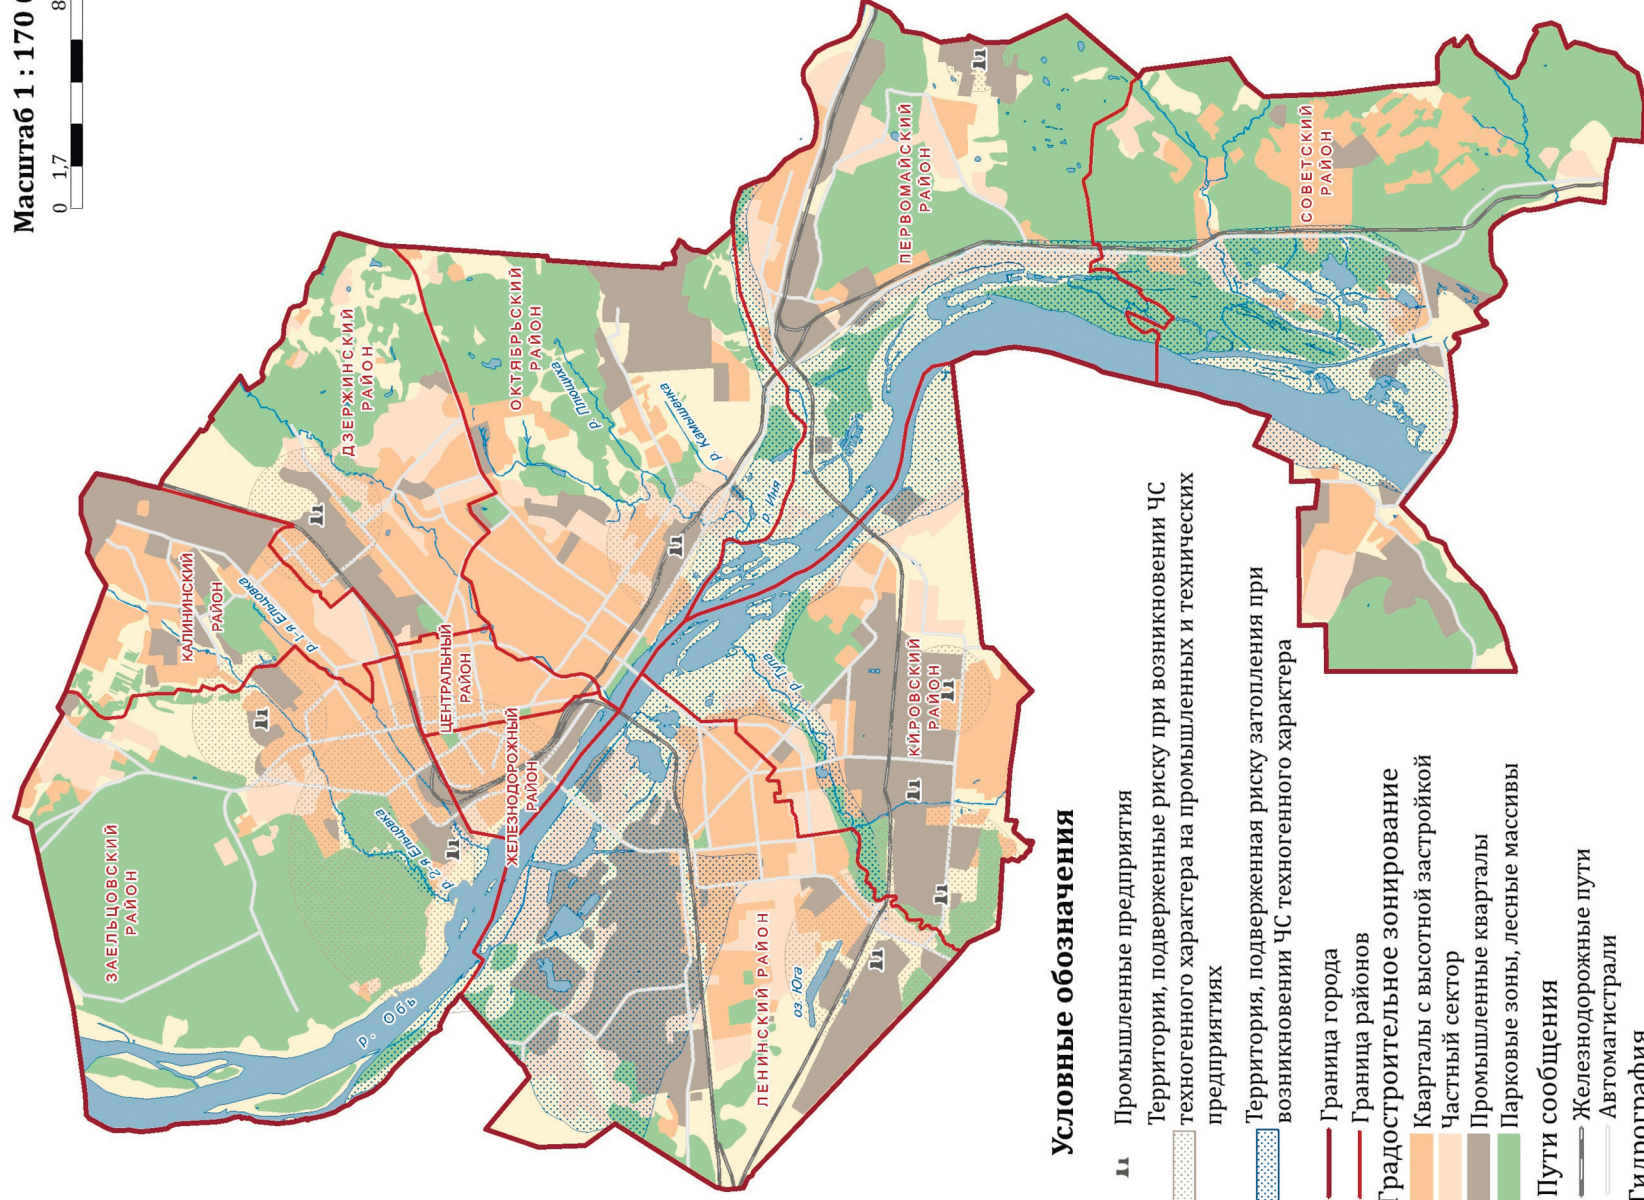 Масштаб 1 : 170 0
0 1,7 8
ЗАЕЛЬЦОВСКИЙ
РАЙОН
КАЛИНИНСКИЙ
РАЙОН
ДЗЕРЖИНСКИЙ
РАЙОН
ЦЕНТРАЛЬНЫЙ
РАЙОН
ЖЕЛЕЗНОДОРОЖНЫЙ
РАЙОН
ОКТЯБРЬСКИЙ
РАЙОН
ПЕРВОМАЙСКИЙ
РАЙОН
СОВЕТСКИЙ
РАЙОН
КИРОВСКИЙ
РАЙОН
ЛЕНИНСКИЙ РАЙОН
р. Обь
р. 2-я Ельцовка
р. 1-я Ельцовка
р. Плющиха
р. Камышенка
р. Иня
р. Тула
оз. Юга
Условные обозначения
Промышленные предприятия
Территории, подверженные риску при возникновении ЧС
техногенного характера на промышленных и технических
предприятиях
Территория, подверженная риску затопления при
возникновении ЧС техногенного характера
Граница города
Граница районов
Градостроительное зонирование
Кварталы с высотной застройкой
Частный сектор
Промышленные кварталы
Парковые зоны, лесные массивы
Пути сообщения
Железнодорожные пути
Автомагистрали
Гидрография